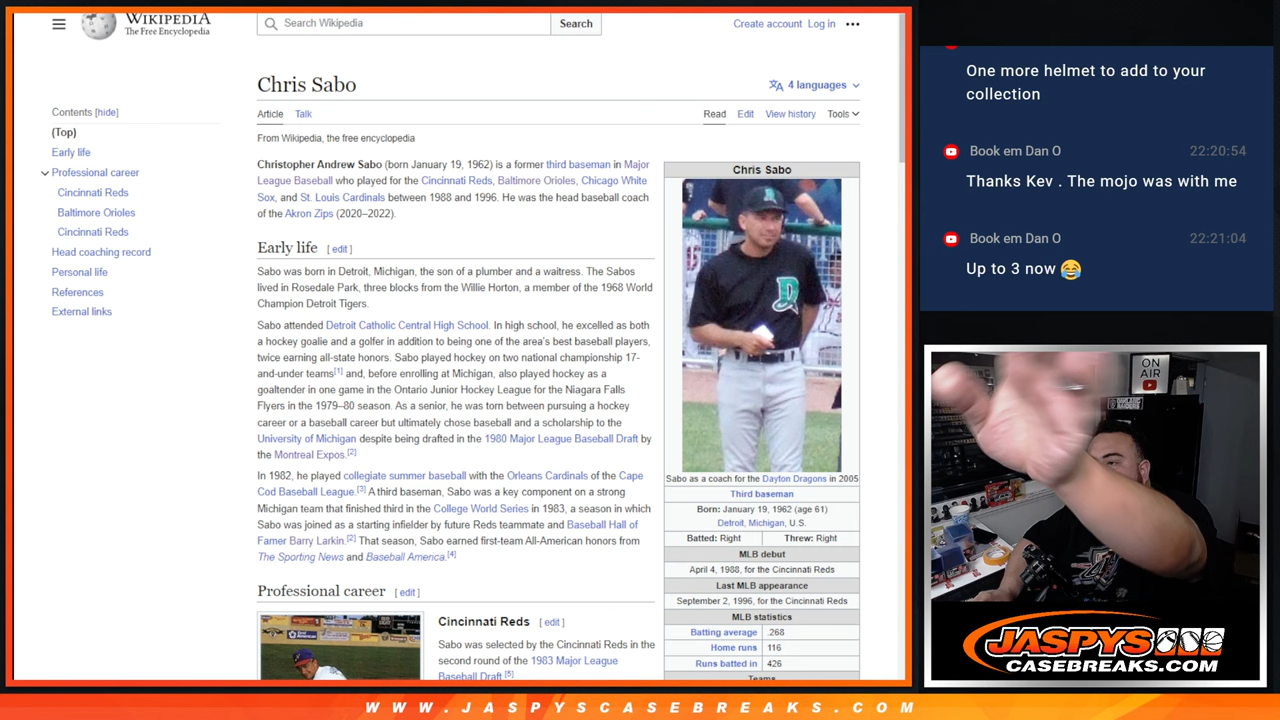 WIKIPEDIA
The Free Encyclopedia
Search Wikipedia
Search
Create account Log in
Chris Sabo
4 languages
Contents [hide]
(Top)
Early life
Professional career
Cincinnati Reds
Baltimore Orioles
Cincinnati Reds
Head coaching record
Personal life
References
External links
Article Talk
Read Edit View history Tools
From Wikipedia, the free encyclopedia
Christopher Andrew Sabo (born January 19, 1962) is a former third baseman in Major
League Baseball who played for the Cincinnati Reds, Baltimore Orioles, Chicago White
Sox, and St. Louis Cardinals between 1988 and 1996. He was the head baseball coach
of the Akron Zips (2020–2022).
Early life [ edit ]
Sabo was born in Detroit, Michigan, the son of a plumber and a waitress. The Sabos
lived in Rosedale Park, three blocks from the Willie Horton, a member of the 1968 World
Champion Detroit Tigers.
Sabo attended Detroit Catholic Central High School. In high school, he excelled as both
a hockey goalie and a golfer in addition to being one of the area's best baseball players,
twice earning all-state honors. Sabo played hockey on two national championship 17-
and-under teams[1] and, before enrolling at Michigan, also played hockey as a
goaltender in one game in the Ontario Junior Hockey League for the Niagara Falls
Flyers in the 1979–80 season. As a senior, he was torn between pursuing a hockey
career or a baseball career but ultimately chose baseball and a scholarship to the
University of Michigan despite being drafted in the 1980 Major League Baseball Draft by
the Montreal Expos.[2]
In 1982, he played collegiate summer baseball with the Orleans Cardinals of the Cape
Cod Baseball League.[3] A third baseman, Sabo was a key component on a strong
Michigan team that finished third in the College World Series in 1983, a season in which
Sabo was joined as a starting infielder by future Reds teammate and Baseball Hall of
Famer Barry Larkin.[2] That season, Sabo earned first-team All-American honors from
The Sporting News and Baseball America.[4]
Professional career [ edit ]
Cincinnati Reds [ edit ]
Sabo was selected by the Cincinnati Reds in the
second round of the 1983 Major League
Baseball Draft.[5]
Chris Sabo
D
Sabo as a coach for the Dayton Dragons in 2005
Third baseman
Born: January 19, 1962 (age 61)
Detroit, Michigan, U.S.
Batted: Right Threw: Right
MLB debut
April 4, 1988, for the Cincinnati Reds
Last MLB appearance
September 2, 1996, for the Cincinnati Reds
MLB statistics
Batting average .268
Home runs 116
Runs batted in 426
Teams
One more helmet to add to your
collection
Book em Dan O 22:20:54
Thanks Kev . The mojo was with me
Book em Dan O 22:21:04
Up to 3 now 😂
ON
AIR
JASPYS
CASEBREAKS.COM
WWW.JASPYSCASEBREAKS.COM